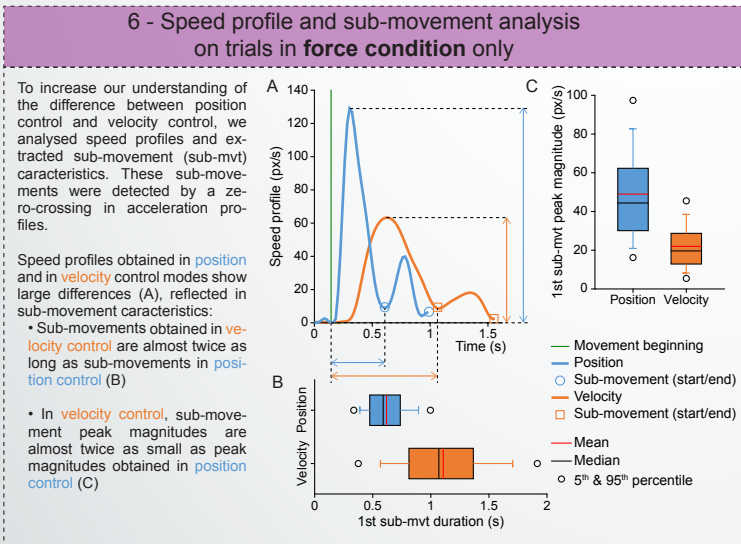 6 - Speed profile and sub-movement analysis
on trials in force condition only
To increase our understanding of
the difference between position
control and velocity control, we
analysed speed profiles and ex-
tracted sub-movement (sub-mvt)
caracteristics. These sub-move-
ments were detected by a ze-
ro-crossing in acceleration pro-
files.
Speed profiles obtained in position
and in velocity control modes show
large differences (A), reflected in
sub-movement caracteristics:
• Sub-movements obtained in ve-
locity control are almost twice as
long as sub-movements in posi-
tion control (B)
• In velocity control, sub-move-
ment peak magnitudes are
almost twice as small as peak
magnitudes obtained in position
control (C)
A
Speed profile (px/s)
140
120
100
80
60
40
20
0
0
0.5
1
1.5
Time (s)
B
Position
Velocity
0
0.5
1
1.5
2
1st sub-mvt duration (s)
C
1st sub-mvt peak magnitude (px/s)
100
80
60
40
20
0
Position
Velocity
Movement beginning
Position
Sub-movement (start/end)
Velocity
Sub-movement (start/end)
Mean
Median
5th & 95th percentile